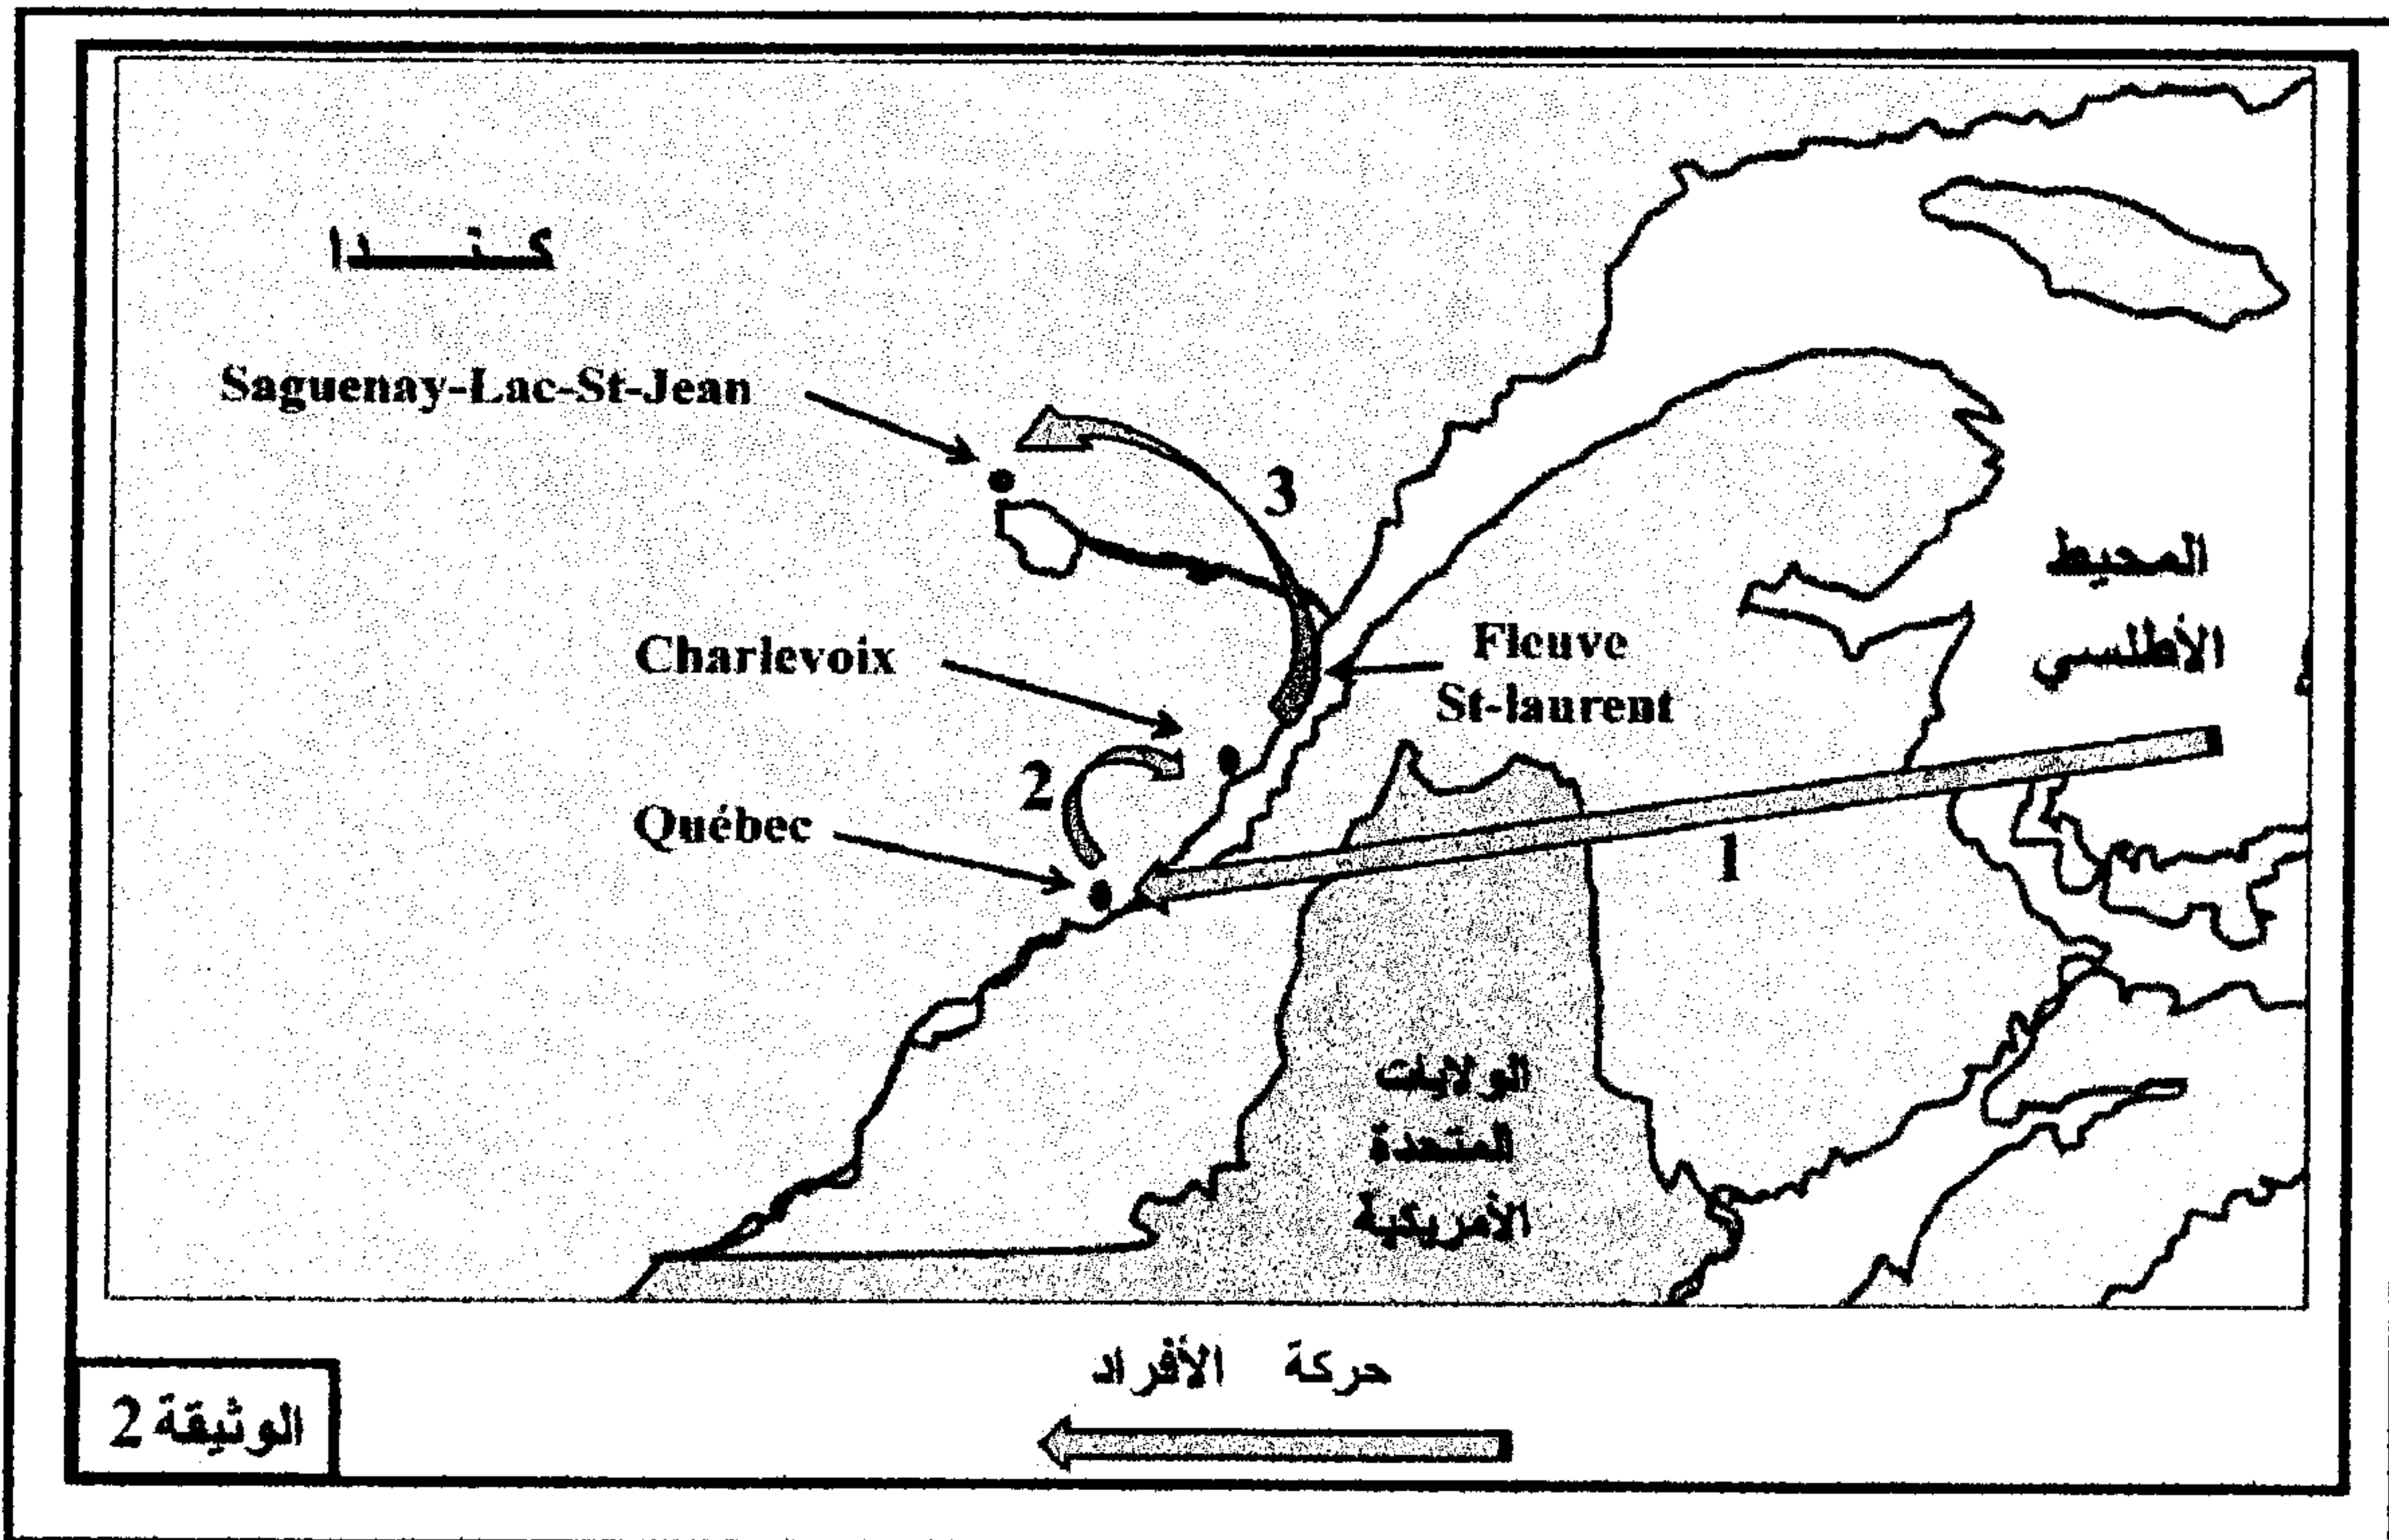 كندا
Saguenay-Lac-St-Jean
3
المحيط
الأطلسي
Charlevoix
Fleuve
St-laurent
2
Québec
1
الولايات
المتحدة
الأمريكية
حركة الأفراد
الوثيقة 2